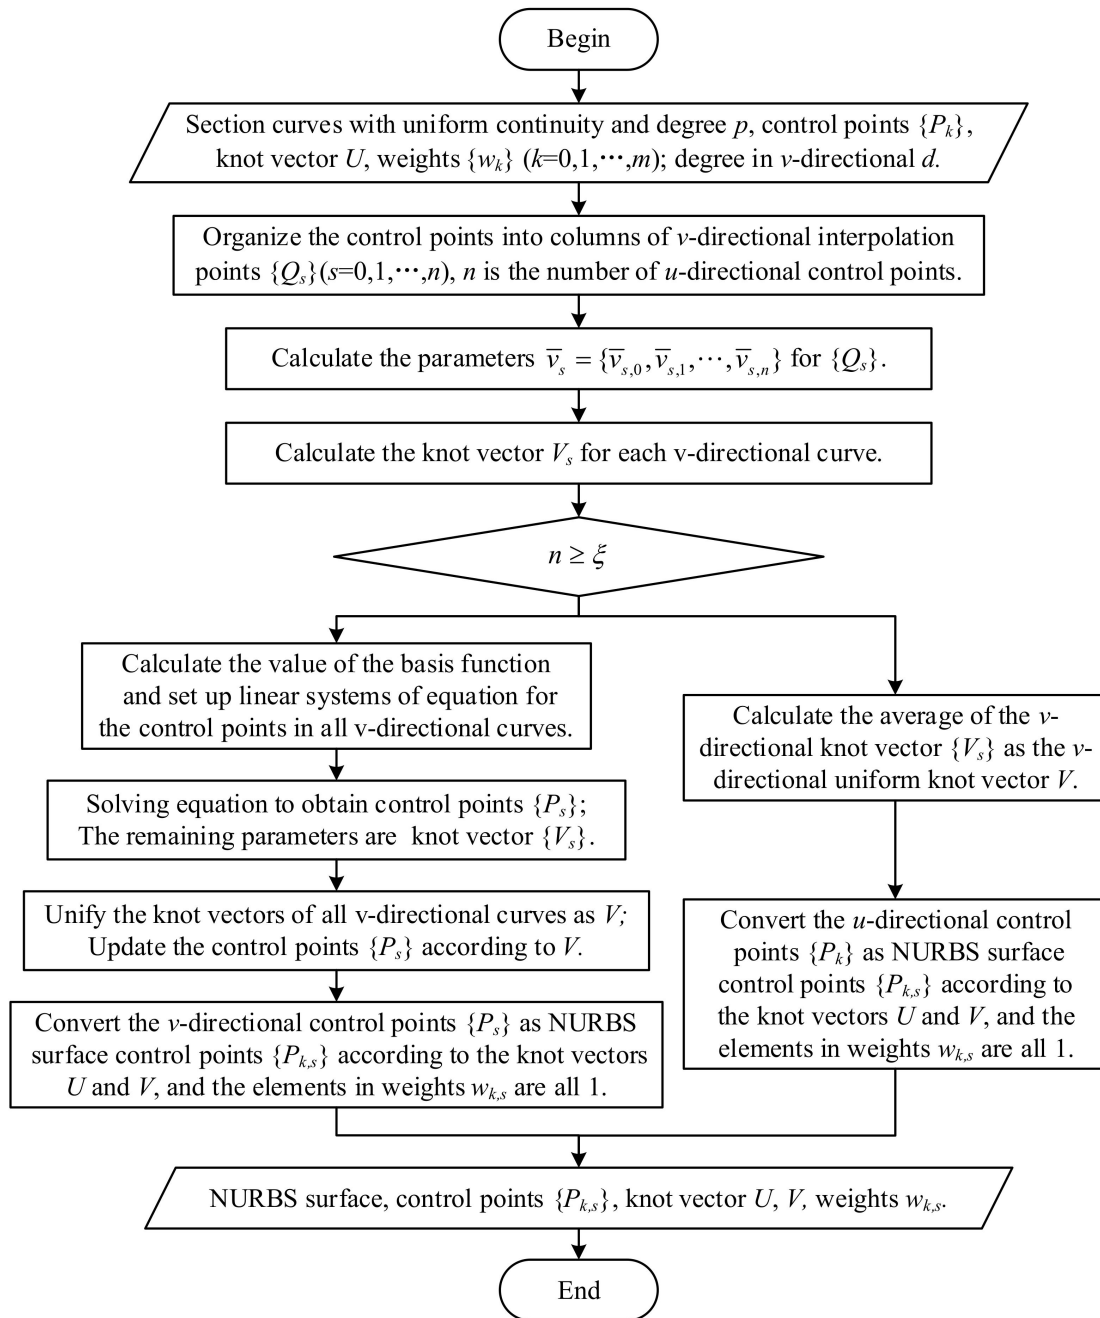 Begin
Section curves with uniform continuity and degree p, control points {P_k},
knot vector U, weights {w_k} (k=0,1,⋯,m); degree in v-directional d.
Organize the control points into columns of v-directional interpolation
points {Q_s}(s=0,1,⋯,n), n is the number of u-directional control points.
Calculate the parameters v̅_s = {v̅_{s,0}, v̅_{s,1}, ⋯, v̅_{s,n}} for {Q_s}.
Calculate the knot vector V_s for each v-directional curve.
n ≥ ξ
Calculate the value of the basis function
and set up linear systems of equation for
the control points in all v-directional curves.
Solving equation to obtain control points {P_s};
The remaining parameters are knot vector {V_s}.
Unify the knot vectors of all v-directional curves as V;
Update the control points {P_s} according to V.
Convert the v-directional control points {P_s} as NURBS
surface control points {P_{k,s}} according to the knot vectors
U and V, and the elements in weights w_{k,s} are all 1.
Calculate the average of the v-
directional knot vector {V_s} as the v-
directional uniform knot vector V.
Convert the u-directional control
points {P_k} as NURBS surface
control points {P_{k,s}} according to
the knot vectors U and V, and the
elements in weights w_{k,s} are all 1.
NURBS surface, control points {P_{k,s}}, knot vector U, V, weights w_{k,s}.
End